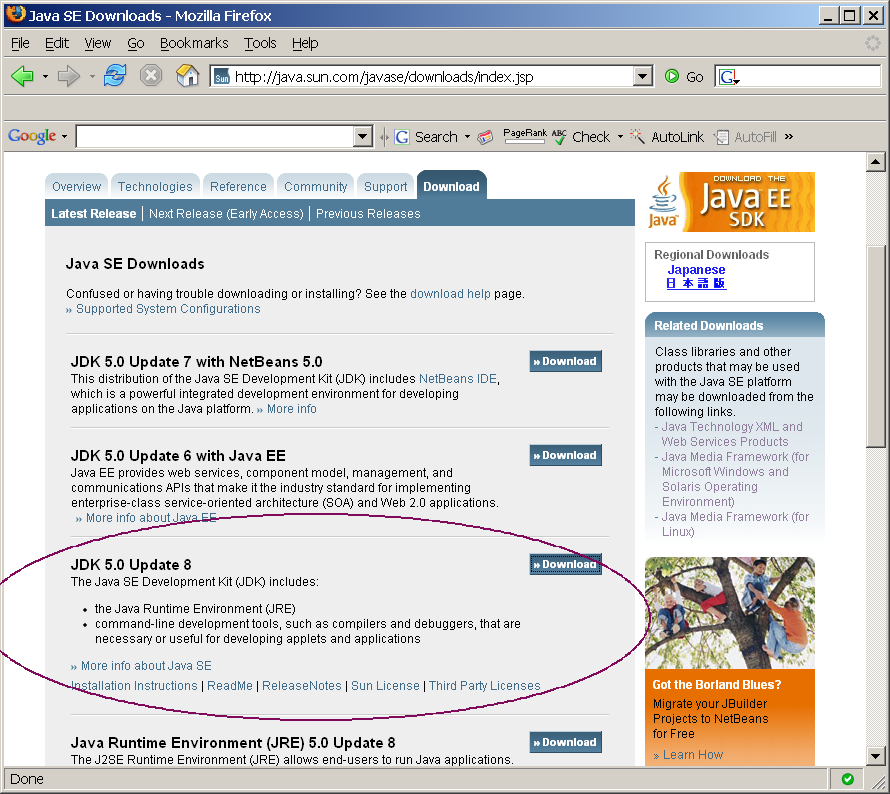 Java SE Downloads - Mozilla Firefox
File Edit View Go Bookmarks Tools Help
Sun http://java.sun.com/javase/downloads/index.jsp Go G
Google G Search PageRank ABC Check AutoLink AutoFill »
Overview Technologies Reference Community Support Download
Latest Release | Next Release (Early Access) | Previous Releases
Java SE Downloads
Confused or having trouble downloading or installing? See the download help page.
» Supported System Configurations
JDK 5.0 Update 7 with NetBeans 5.0
» Download
This distribution of the Java SE Development Kit (JDK) includes NetBeans IDE,
which is a powerful integrated development environment for developing
applications on the Java platform. » More info
JDK 5.0 Update 6 with Java EE
» Download
Java EE provides web services, component model, management, and
communications APIs that make it the industry standard for implementing
enterprise-class service-oriented architecture (SOA) and Web 2.0 applications.
» More info about Java EE
JDK 5.0 Update 8
» Download
The Java SE Development Kit (JDK) includes:
• the Java Runtime Environment (JRE)
• command-line development tools, such as compilers and debuggers, that are
necessary or useful for developing applets and applications
» More info about Java SE
Installation Instructions | ReadMe | ReleaseNotes | Sun License | Third Party Licenses
Java Runtime Environment (JRE) 5.0 Update 8
» Download
The J2SE Runtime Environment (JRE) allows end-users to run Java applications.
DOWNLOAD THE
Java EE
SDK
Java
Regional Downloads
Japanese
日本語版
Related Downloads
Class libraries and other
products that may be used
with the Java SE platform
may be downloaded from the
following links.
- Java Technology XML and
Web Services Products
- Java Media Framework (for
Microsoft Windows and
Solaris Operating
Environment)
- Java Media Framework (for
Linux)
Got the Borland Blues?
Migrate your JBuilder
Projects to NetBeans
for Free
» Learn How
Done